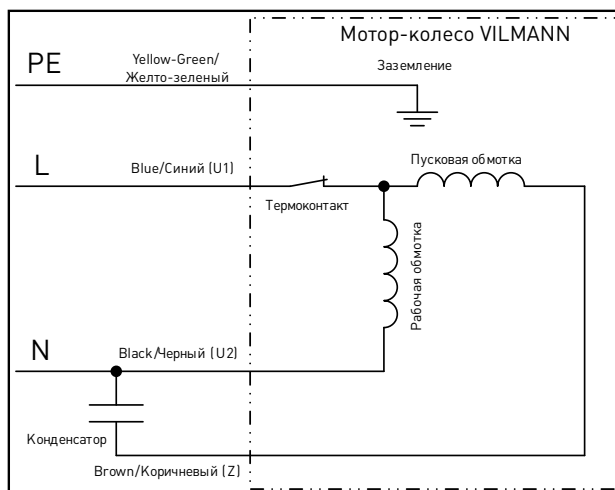 Мотор-колесо VILMANN
PE
Yellow-Green/
Желто-зеленый
Заземление
L
Blue/Синий (U1)
Термоконтакт
Пусковая обмотка
Рабочая обмотка
N
Black/Черный (U2)
Конденсатор
Brown/Коричневый (Z)